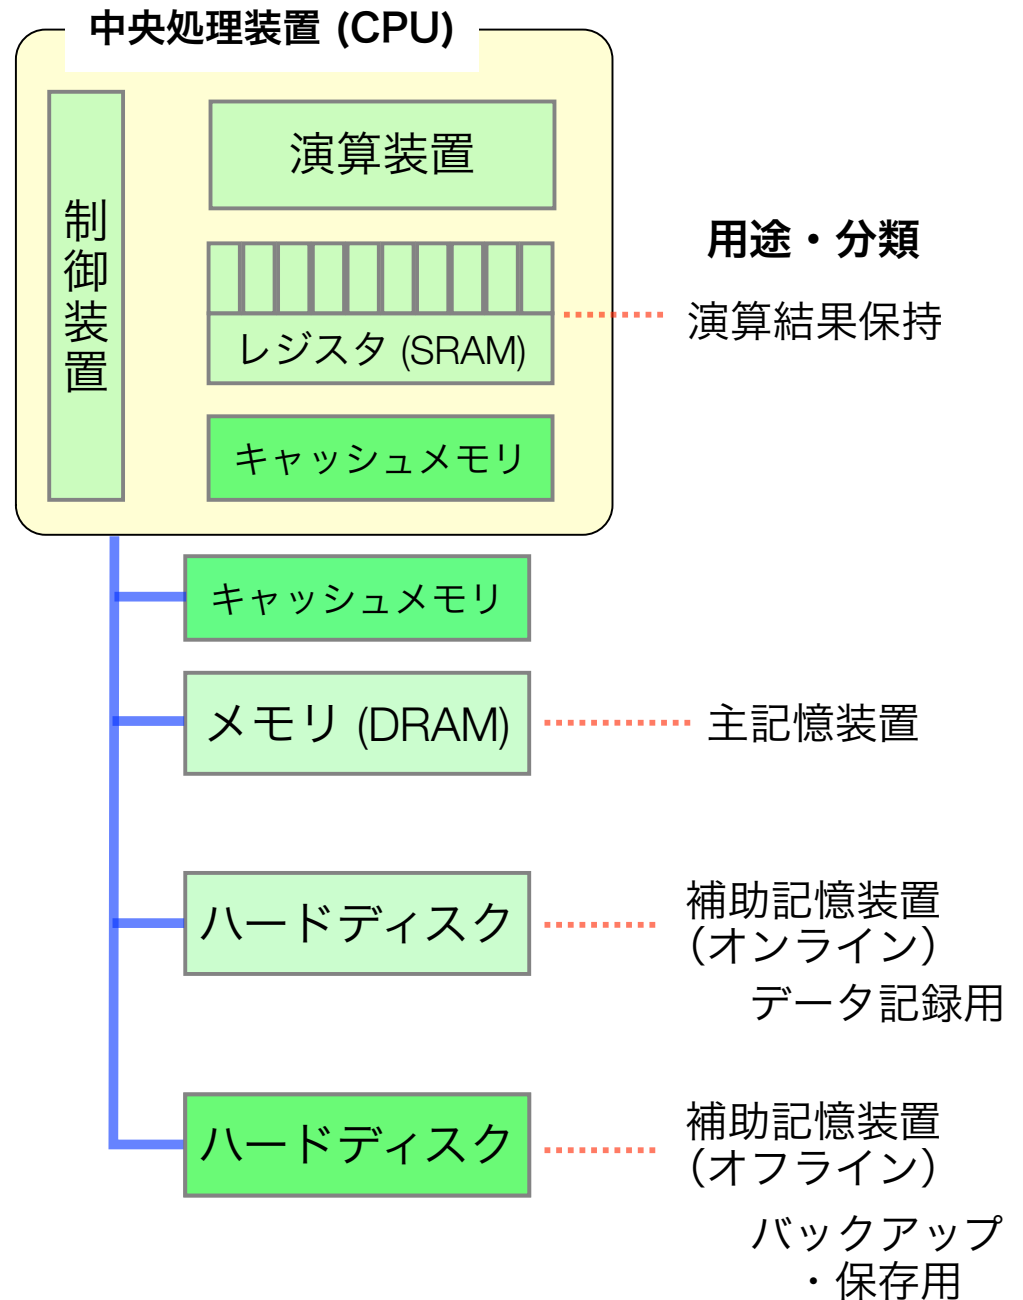 中央処理装置 (CPU)
制御装置
演算装置
レジスタ (SRAM)
キャッシュメモリ
用途・分類
演算結果保持
キャッシュメモリ
メモリ (DRAM)
主記憶装置
ハードディスク
補助記憶装置
（オンライン）
データ記録用
ハードディスク
補助記憶装置
（オフライン）
バックアップ
・保存用